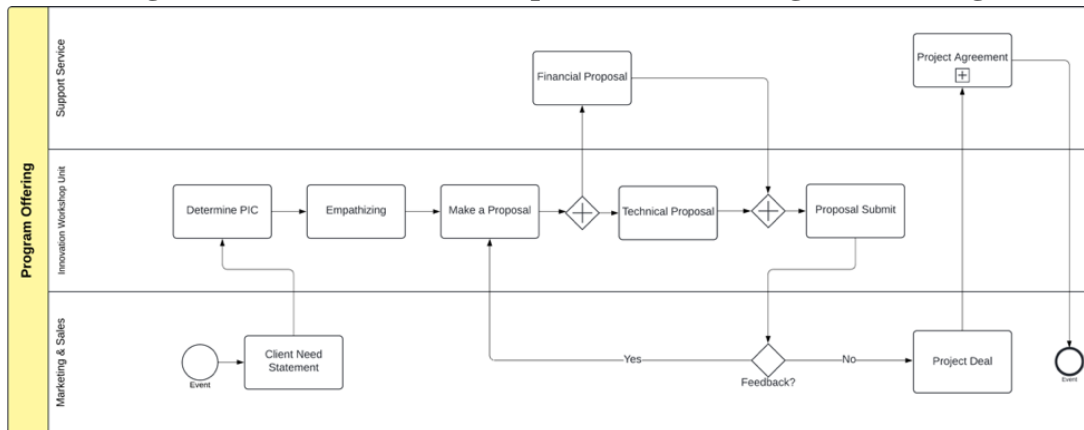 Program Offering
Support Service
Financial Proposal
Project Agreement
Innovation Workshop Unit
Determine PIC
Empathizing
Make a Proposal
Technical Proposal
Proposal Submit
Marketing & Sales
Event
Client Need
Statement
Yes
Feedback?
No
Project Deal
Event